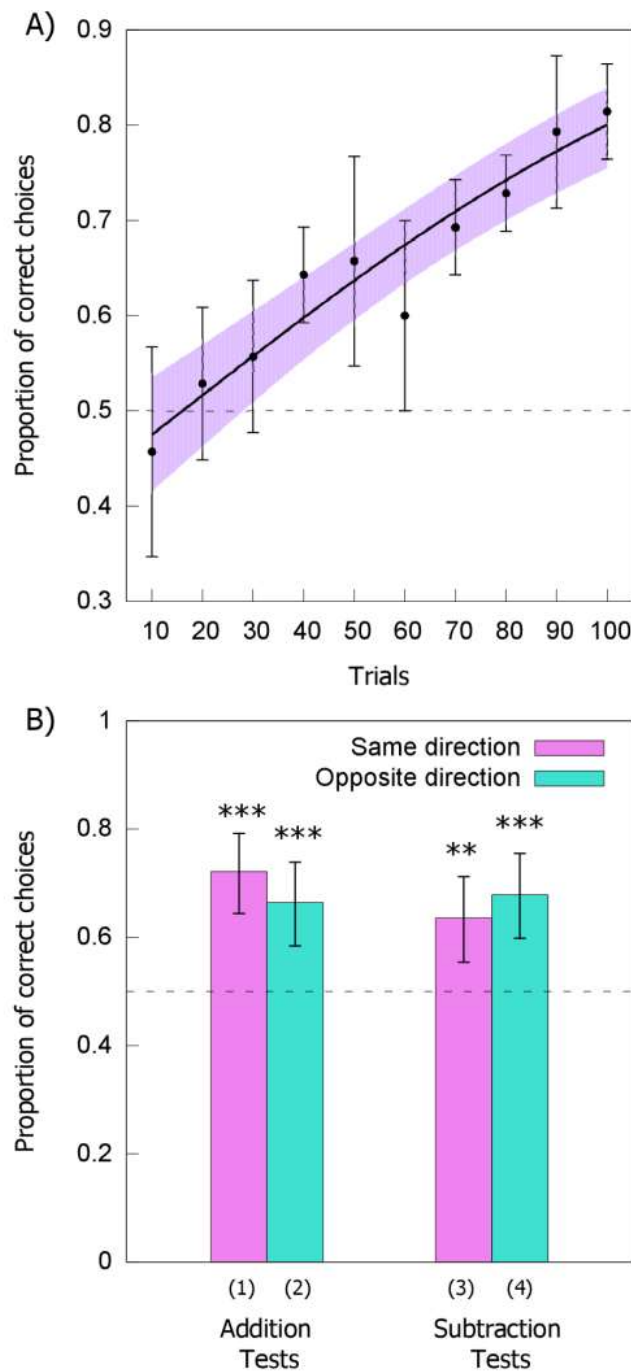 A)
0.9
0.8
0.7
0.6
0.5
0.4
0.3
Proportion of correct choices
10 20 30 40 50 60 70 80 90 100
Trials
B)
1
0.8
0.6
0.4
0.2
0
Proportion of correct choices
Same direction
Opposite direction
*** *** ** ***
(1) (2) (3) (4)
Addition Tests
Subtraction Tests